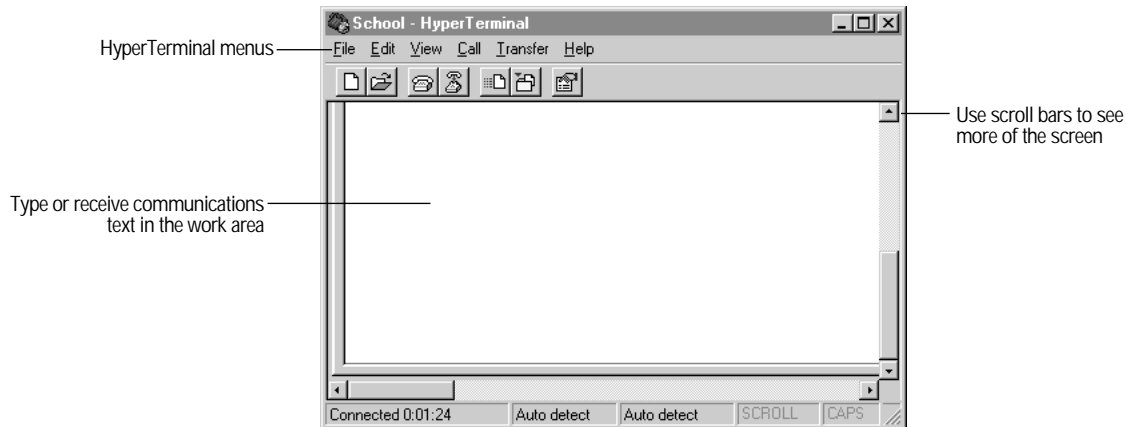 School - HyperTerminal
HyperTerminal menus
File Edit View Call Transfer Help
Use scroll bars to see
more of the screen
Type or receive communications
text in the work area
Connected 0:01:24 Auto detect Auto detect SCROLL CAPS